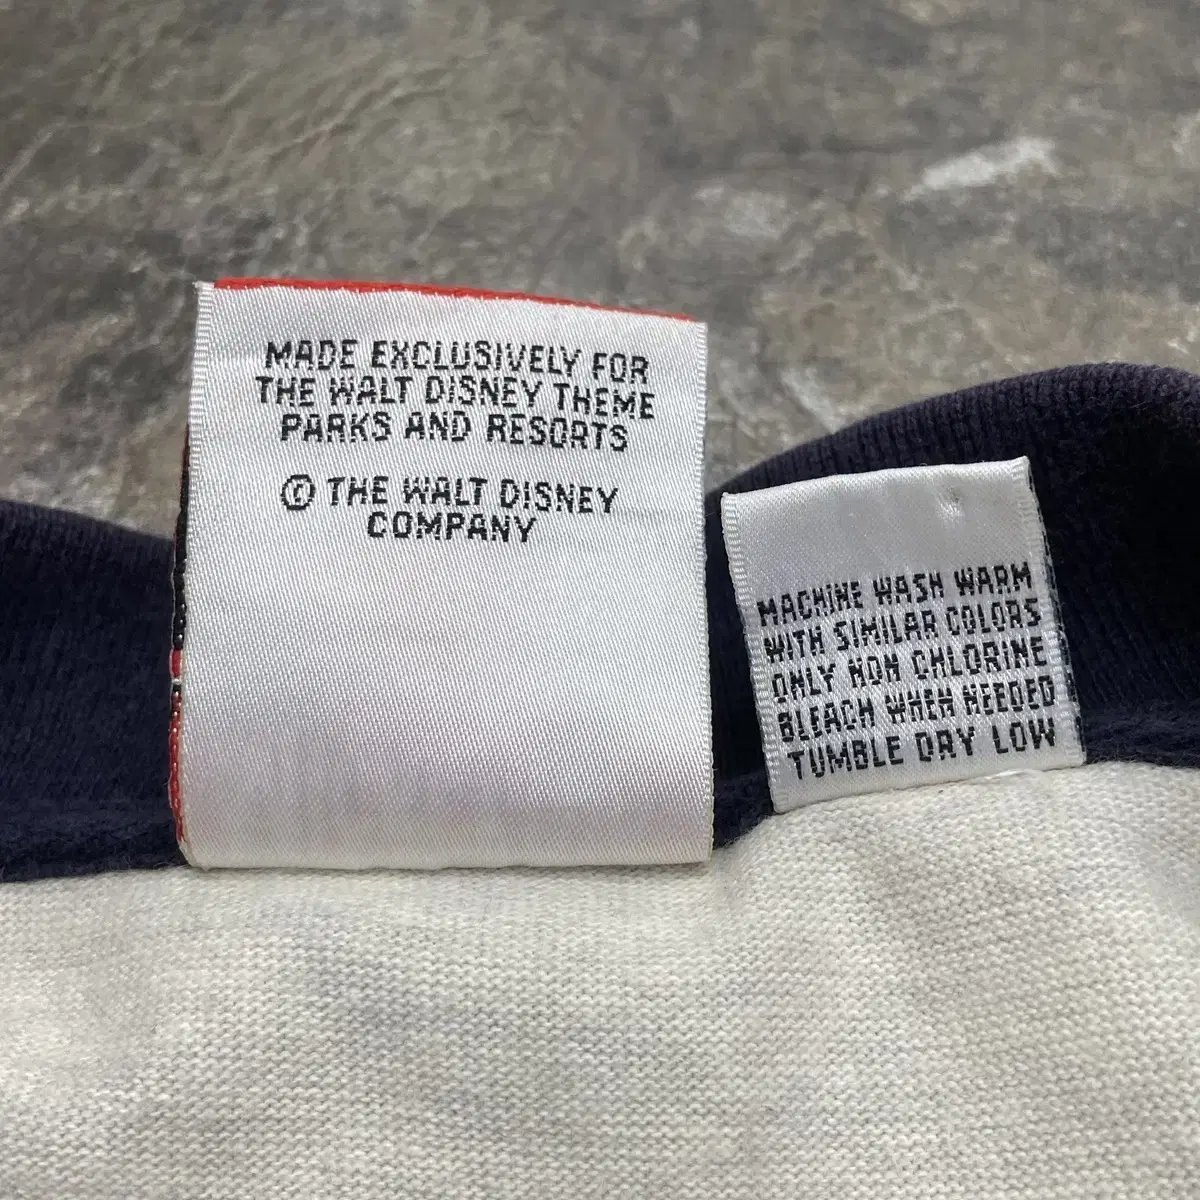 MADE EXCLUSIVELY FOR
THE WALT DISNEY THEME
PARKS AND RESORTS
© THE WALT DISNEY
COMPANY
MACHINE WASH WARM
WITH SIMILAR COLORS
ONLY NON CHLORINE
BLEACH WHEN NEEDED
TUMBLE DRY LOW